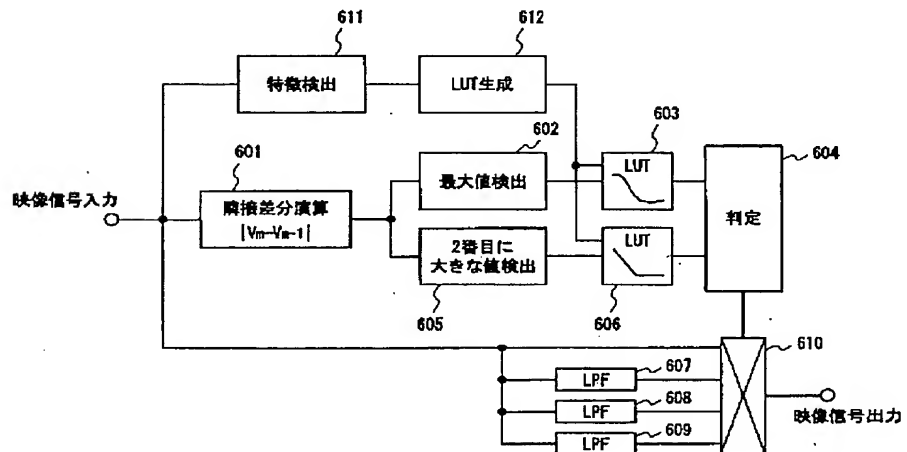 611
612
特徴検出
LUT生成
602
603
604
601
LUT
映像信号入力
隣接差分演算
|Vm-Vm-1|
最大値検出
判定
2番目に
大きな値検出
LUT
605
606
610
607
LPF
608
LPF
609
LPF
映像信号出力